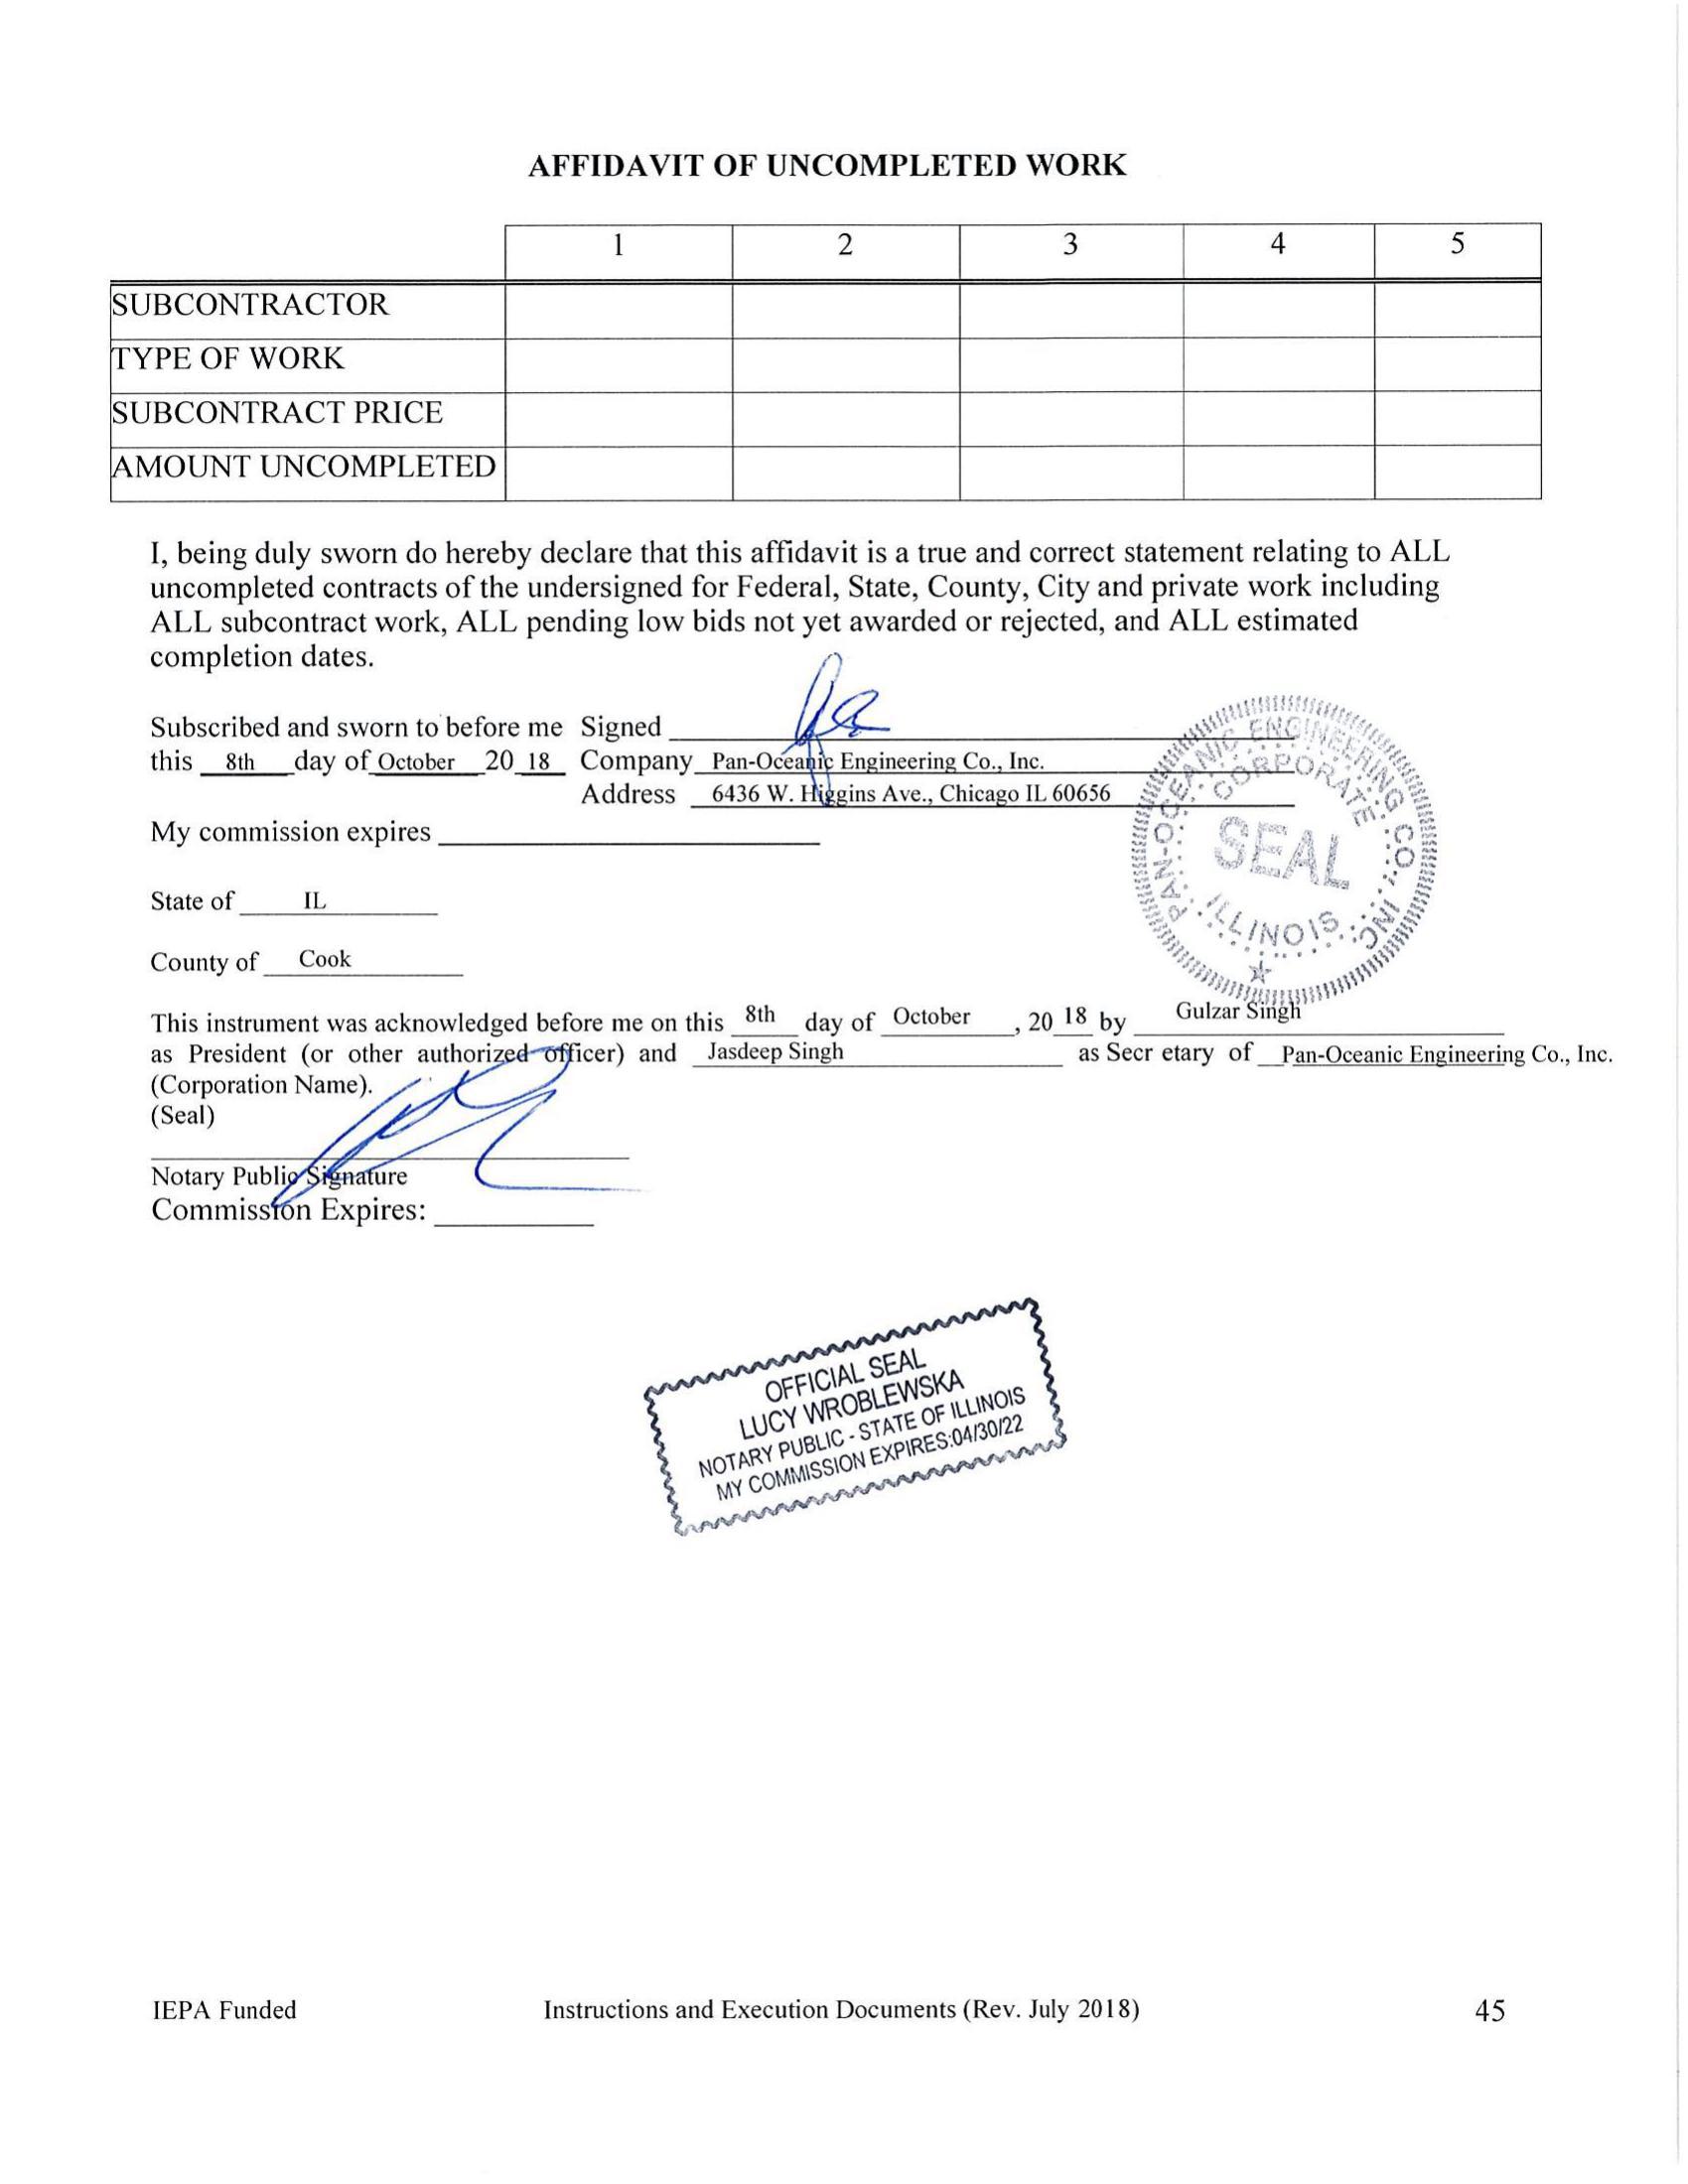 AFFIDAVIT OF UNCOMPLETED WORK
1 2 3 4 5
SUBCONTRACTOR
TYPE OF WORK
SUBCONTRACT PRICE
AMOUNT UNCOMPLETED
I, being duly sworn do hereby declare that this affidavit is a true and correct statement relating to ALL
uncompleted contracts of the undersigned for Federal, State, County, City and private work including
ALL subcontract work, ALL pending low bids not yet awarded or rejected, and ALL estimated
completion dates.
Subscribed and sworn to before me Signed
this 8th day of October 20 18 Company Pan-Oceanic Engineering Co., Inc.
Address 6436 W. Higgins Ave., Chicago IL 60656
My commission expires
PAN-OCEANIC ENGINEERING CO., INC.
CORPORATE
SEAL
ILLINOIS
State of IL
County of Cook
This instrument was acknowledged before me on this 8th day of October , 20 18 by Gulzar Singh
as President (or other authorized officer) and Jasdeep Singh as Secr etary of Pan-Oceanic Engineering Co., Inc.
(Corporation Name).
(Seal)
Notary Public Signature
Commission Expires:
OFFICIAL SEAL
LUCY WROBLEWSKA
NOTARY PUBLIC - STATE OF ILLINOIS
MY COMMISSION EXPIRES:04/30/22
IEPA Funded Instructions and Execution Documents (Rev. July 2018) 45